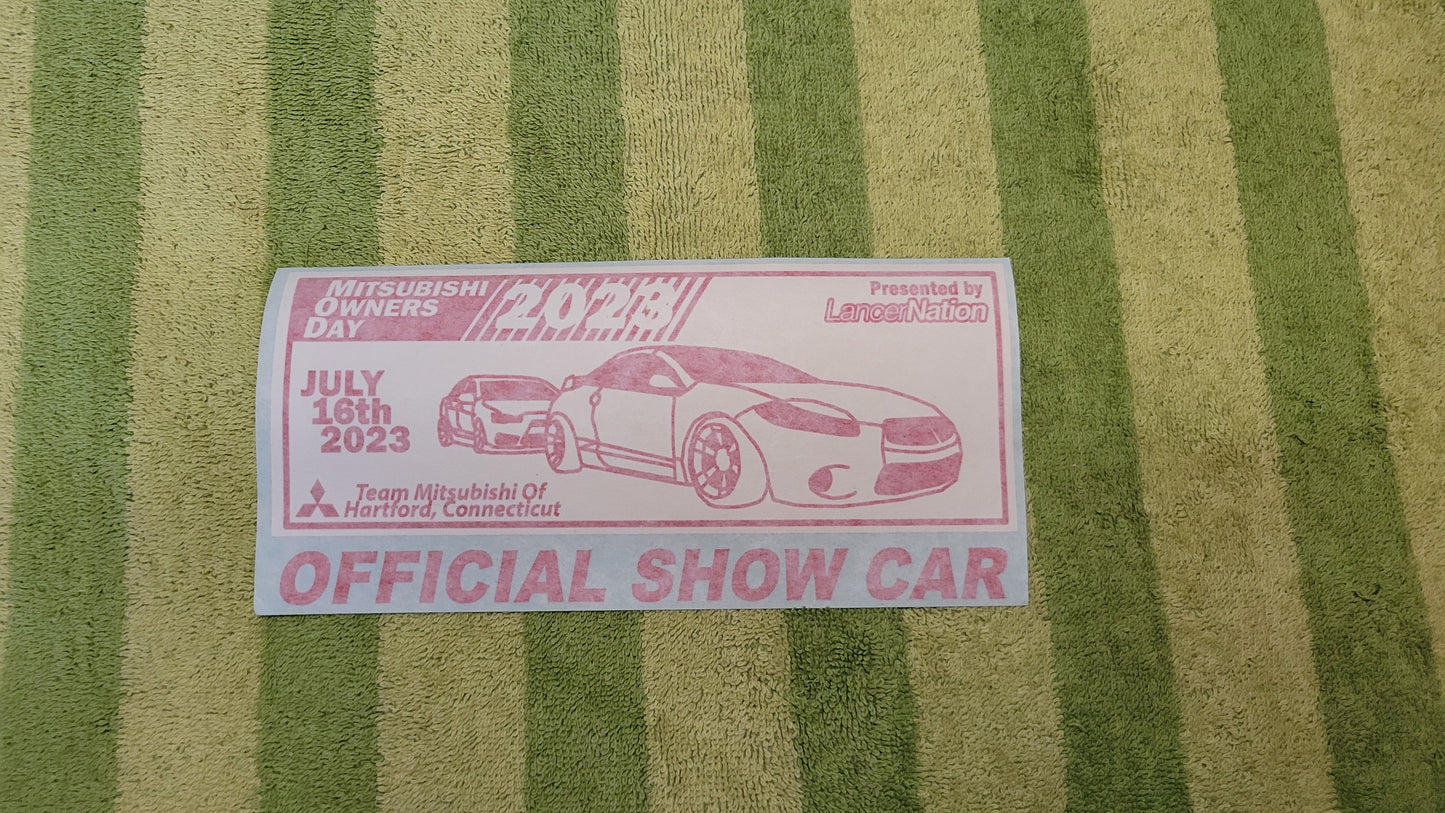 MITSUBISHI
OWNERS
DAY
2023
Presented by
LancerNation
JULY
16th
2023
Team Mitsubishi Of
Hartford, Connecticut
OFFICIAL SHOW CAR